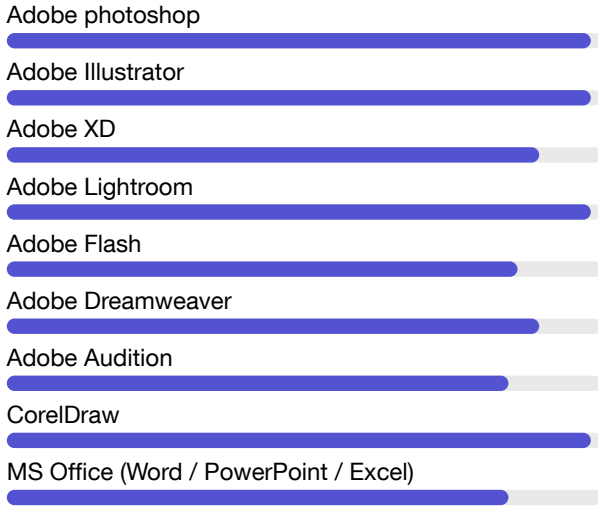 Adobe photoshop
Adobe Illustrator
Adobe XD
Adobe Lightroom
Adobe Flash
Adobe Dreamweaver
Adobe Audition
CorelDraw
MS Office (Word / PowerPoint / Excel)